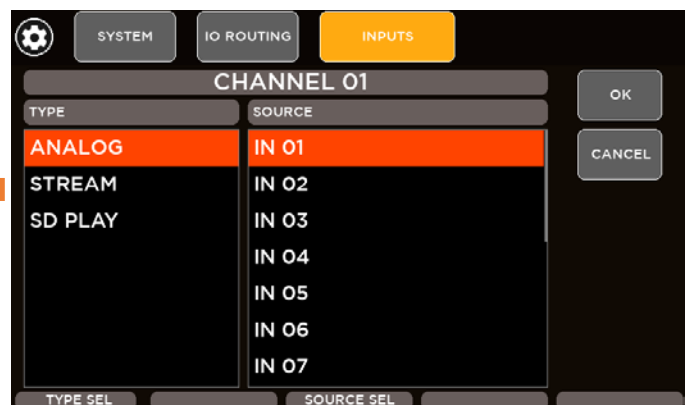 SYSTEM
IO ROUTING
INPUTS
CHANNEL 01
OK
TYPE
SOURCE
ANALOG
IN 01
CANCEL
STREAM
IN 02
SD PLAY
IN 03
IN 04
IN 05
IN 06
IN 07
TYPE SEL
SOURCE SEL